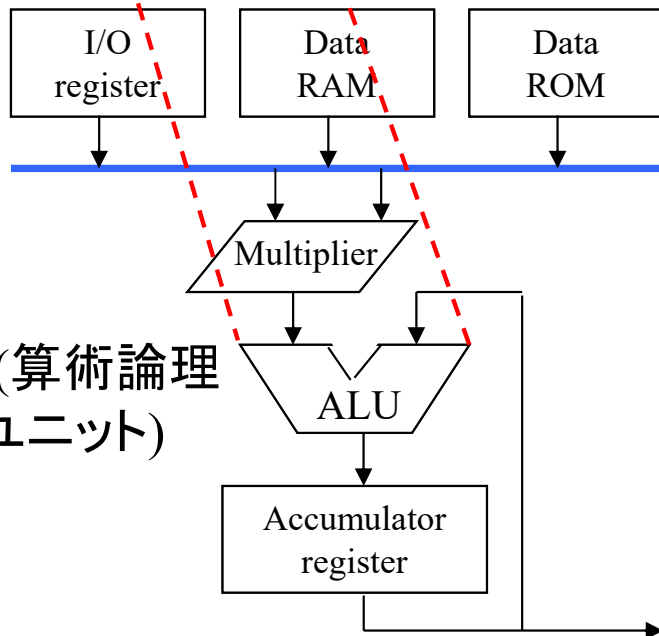 I/O
register
Data
RAM
Data
ROM
Multiplier
(算術論理
ユニット)
ALU
Accumulator
register